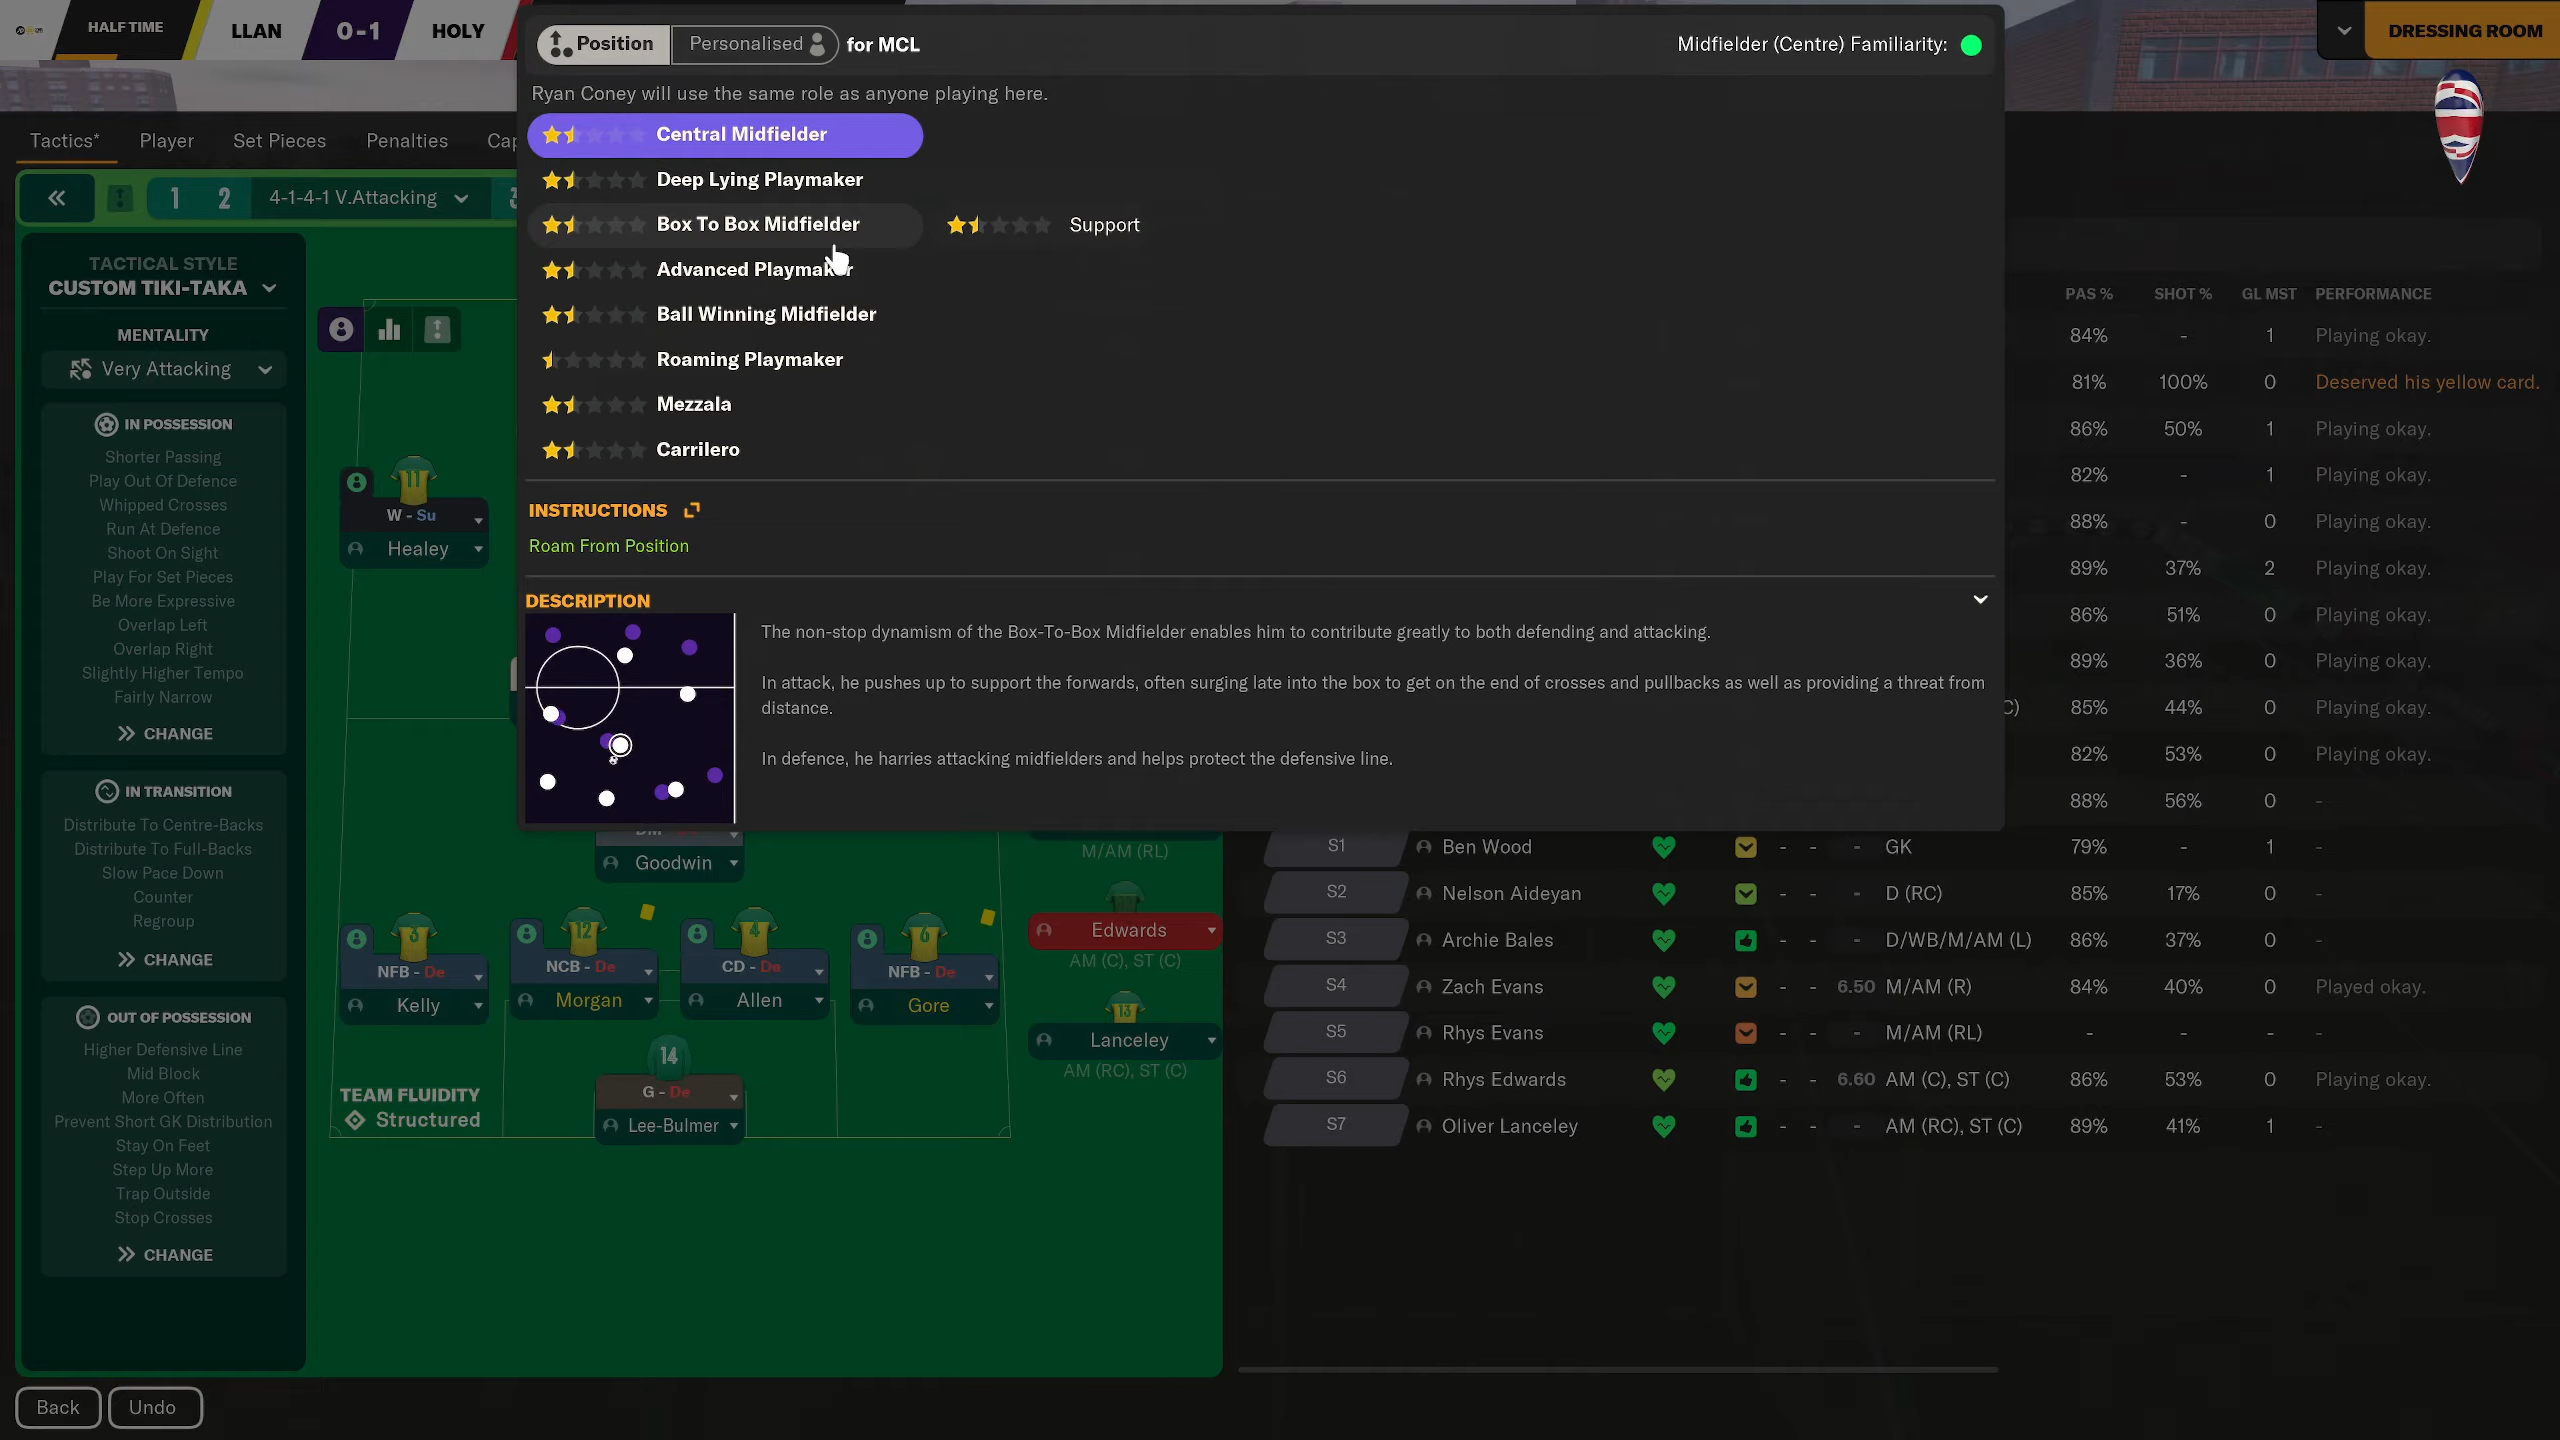 HALF TIME
LLAN
0-1
HOLY
DRESSING ROOM
Position
Personalised
for MCL
Midfielder (Centre) Familiarity:
Ryan Coney will use the same role as anyone playing here.
Central Midfielder
Deep Lying Playmaker
Box To Box Midfielder
Support
Advanced Playmaker
Ball Winning Midfielder
Roaming Playmaker
Mezzala
Carrilero
INSTRUCTIONS
Roam From Position
DESCRIPTION
The non-stop dynamism of the Box-To-Box Midfielder enables him to contribute greatly to both defending and attacking.
In attack, he pushes up to support the forwards, often surging late into the box to get on the end of crosses and pullbacks as well as providing a threat from
distance.
In defence, he harries attacking midfielders and helps protect the defensive line.
Tactics*
Player
Set Pieces
Penalties
1
2
4-1-4-1 V.Attacking
TACTICAL STYLE
CUSTOM TIKI-TAKA
MENTALITY
Very Attacking
IN POSSESSION
Shorter Passing
Play Out Of Defence
Whipped Crosses
Run At Defence
Shoot On Sight
Play For Set Pieces
Be More Expressive
Overlap Left
Overlap Right
Slightly Higher Tempo
Fairly Narrow
CHANGE
IN TRANSITION
Distribute To Centre-Backs
Distribute To Full-Backs
Slow Pace Down
Counter
Regroup
CHANGE
OUT OF POSSESSION
Higher Defensive Line
Mid Block
More Often
Prevent Short GK Distribution
Stay On Feet
Step Up More
Trap Outside
Stop Crosses
CHANGE
11
W - Su
Healey
Goodwin
3
NFB - De
Kelly
12
NCB - De
Morgan
4
CD - De
Allen
6
NFB - De
Gore
14
G - De
Lee-Bulmer
TEAM FLUIDITY
Structured
M/AM (RL)
Edwards
AM (C), ST (C)
13
Lanceley
AM (RC), ST (C)
PAS % SHOT % GL MST PERFORMANCE
84% - 1 Playing okay.
81% 100% 0 Deserved his yellow card.
86% 50% 1 Playing okay.
82% - 1 Playing okay.
88% - 0 Playing okay.
89% 37% 2 Playing okay.
86% 51% 0 Playing okay.
89% 36% 0 Playing okay.
85% 44% 0 Playing okay.
82% 53% 0 Playing okay.
88% 56% 0 -
S1 Ben Wood - - - GK 79% - 1 -
S2 Nelson Aideyan - - - D (RC) 85% 17% 0 -
S3 Archie Bales - - - D/WB/M/AM (L) 86% 37% 0 -
S4 Zach Evans - - 6.50 M/AM (R) 84% 40% 0 Played okay.
S5 Rhys Evans - - - M/AM (RL) - - - -
S6 Rhys Edwards - - 6.60 AM (C), ST (C) 86% 53% 0 Playing okay.
S7 Oliver Lanceley - - - AM (RC), ST (C) 89% 41% 1 -
Back
Undo